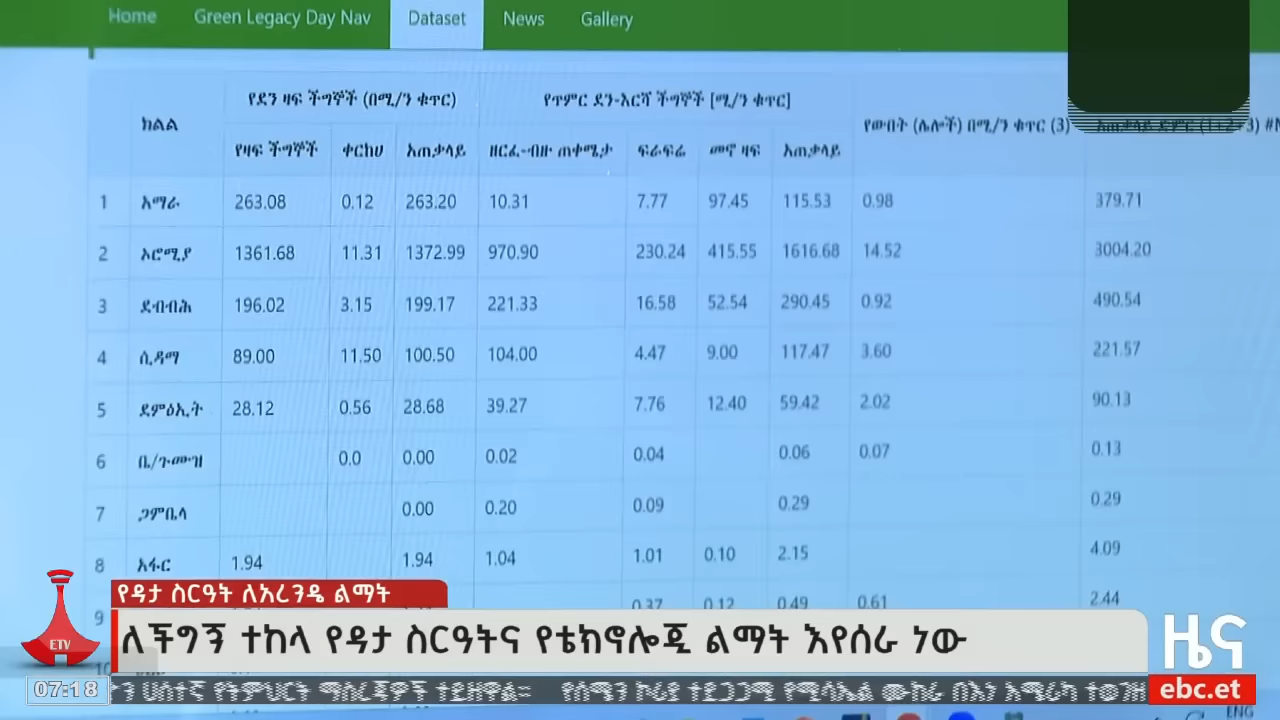 Home Green Legacy Day Nav Dataset News Gallery
የደን ዛፍ ችግኞች (በሚ/ን ቁጥር) የጥምር ደን-እርሻ ችግኞች [ሚ/ን ቁጥር]
ክልል የውበት (ሌሎች) በሚ/ን ቁጥር (3)
የዛፍ ችግኞች ቀርከሀ አጠቃላይ ዘርፈ-ብዙ ጠቀሜታ ፍራፍሬ መኖ ዛፍ አጠቃላይ
1 አማራ 263.08 0.12 263.20 10.31 7.77 97.45 115.53 0.98 379.71
2 ኦሮሚያ 1361.68 11.31 1372.99 970.90 230.24 415.55 1616.68 14.52 3004.20
3 ደብብሕ 196.02 3.15 199.17 221.33 16.58 52.54 290.45 0.92 490.54
4 ሲዳማ 89.00 11.50 100.50 104.00 4.47 9.00 117.47 3.60 221.57
5 ደምዕኢት 28.12 0.56 28.68 39.27 7.76 12.40 59.42 2.02 90.13
6 ቤ/ጉሙዝ 0.0 0.00 0.02 0.04 0.06 0.07 0.13
7 ጋምቤላ 0.00 0.20 0.09 0.29 0.29
8 አፋር 1.94 1.94 1.04 1.01 0.10 2.15 4.09
9 0.37 0.12 0.49 0.61 2.44
የዳታ ስርዓት ለአረንዴ ልማት
ለችግኝ ተከላ የዳታ ስርዓትና የቴክኖሎጂ ልማት እየሰራ ነው
ETV
ዜና
07:18
ebc.et
ENG